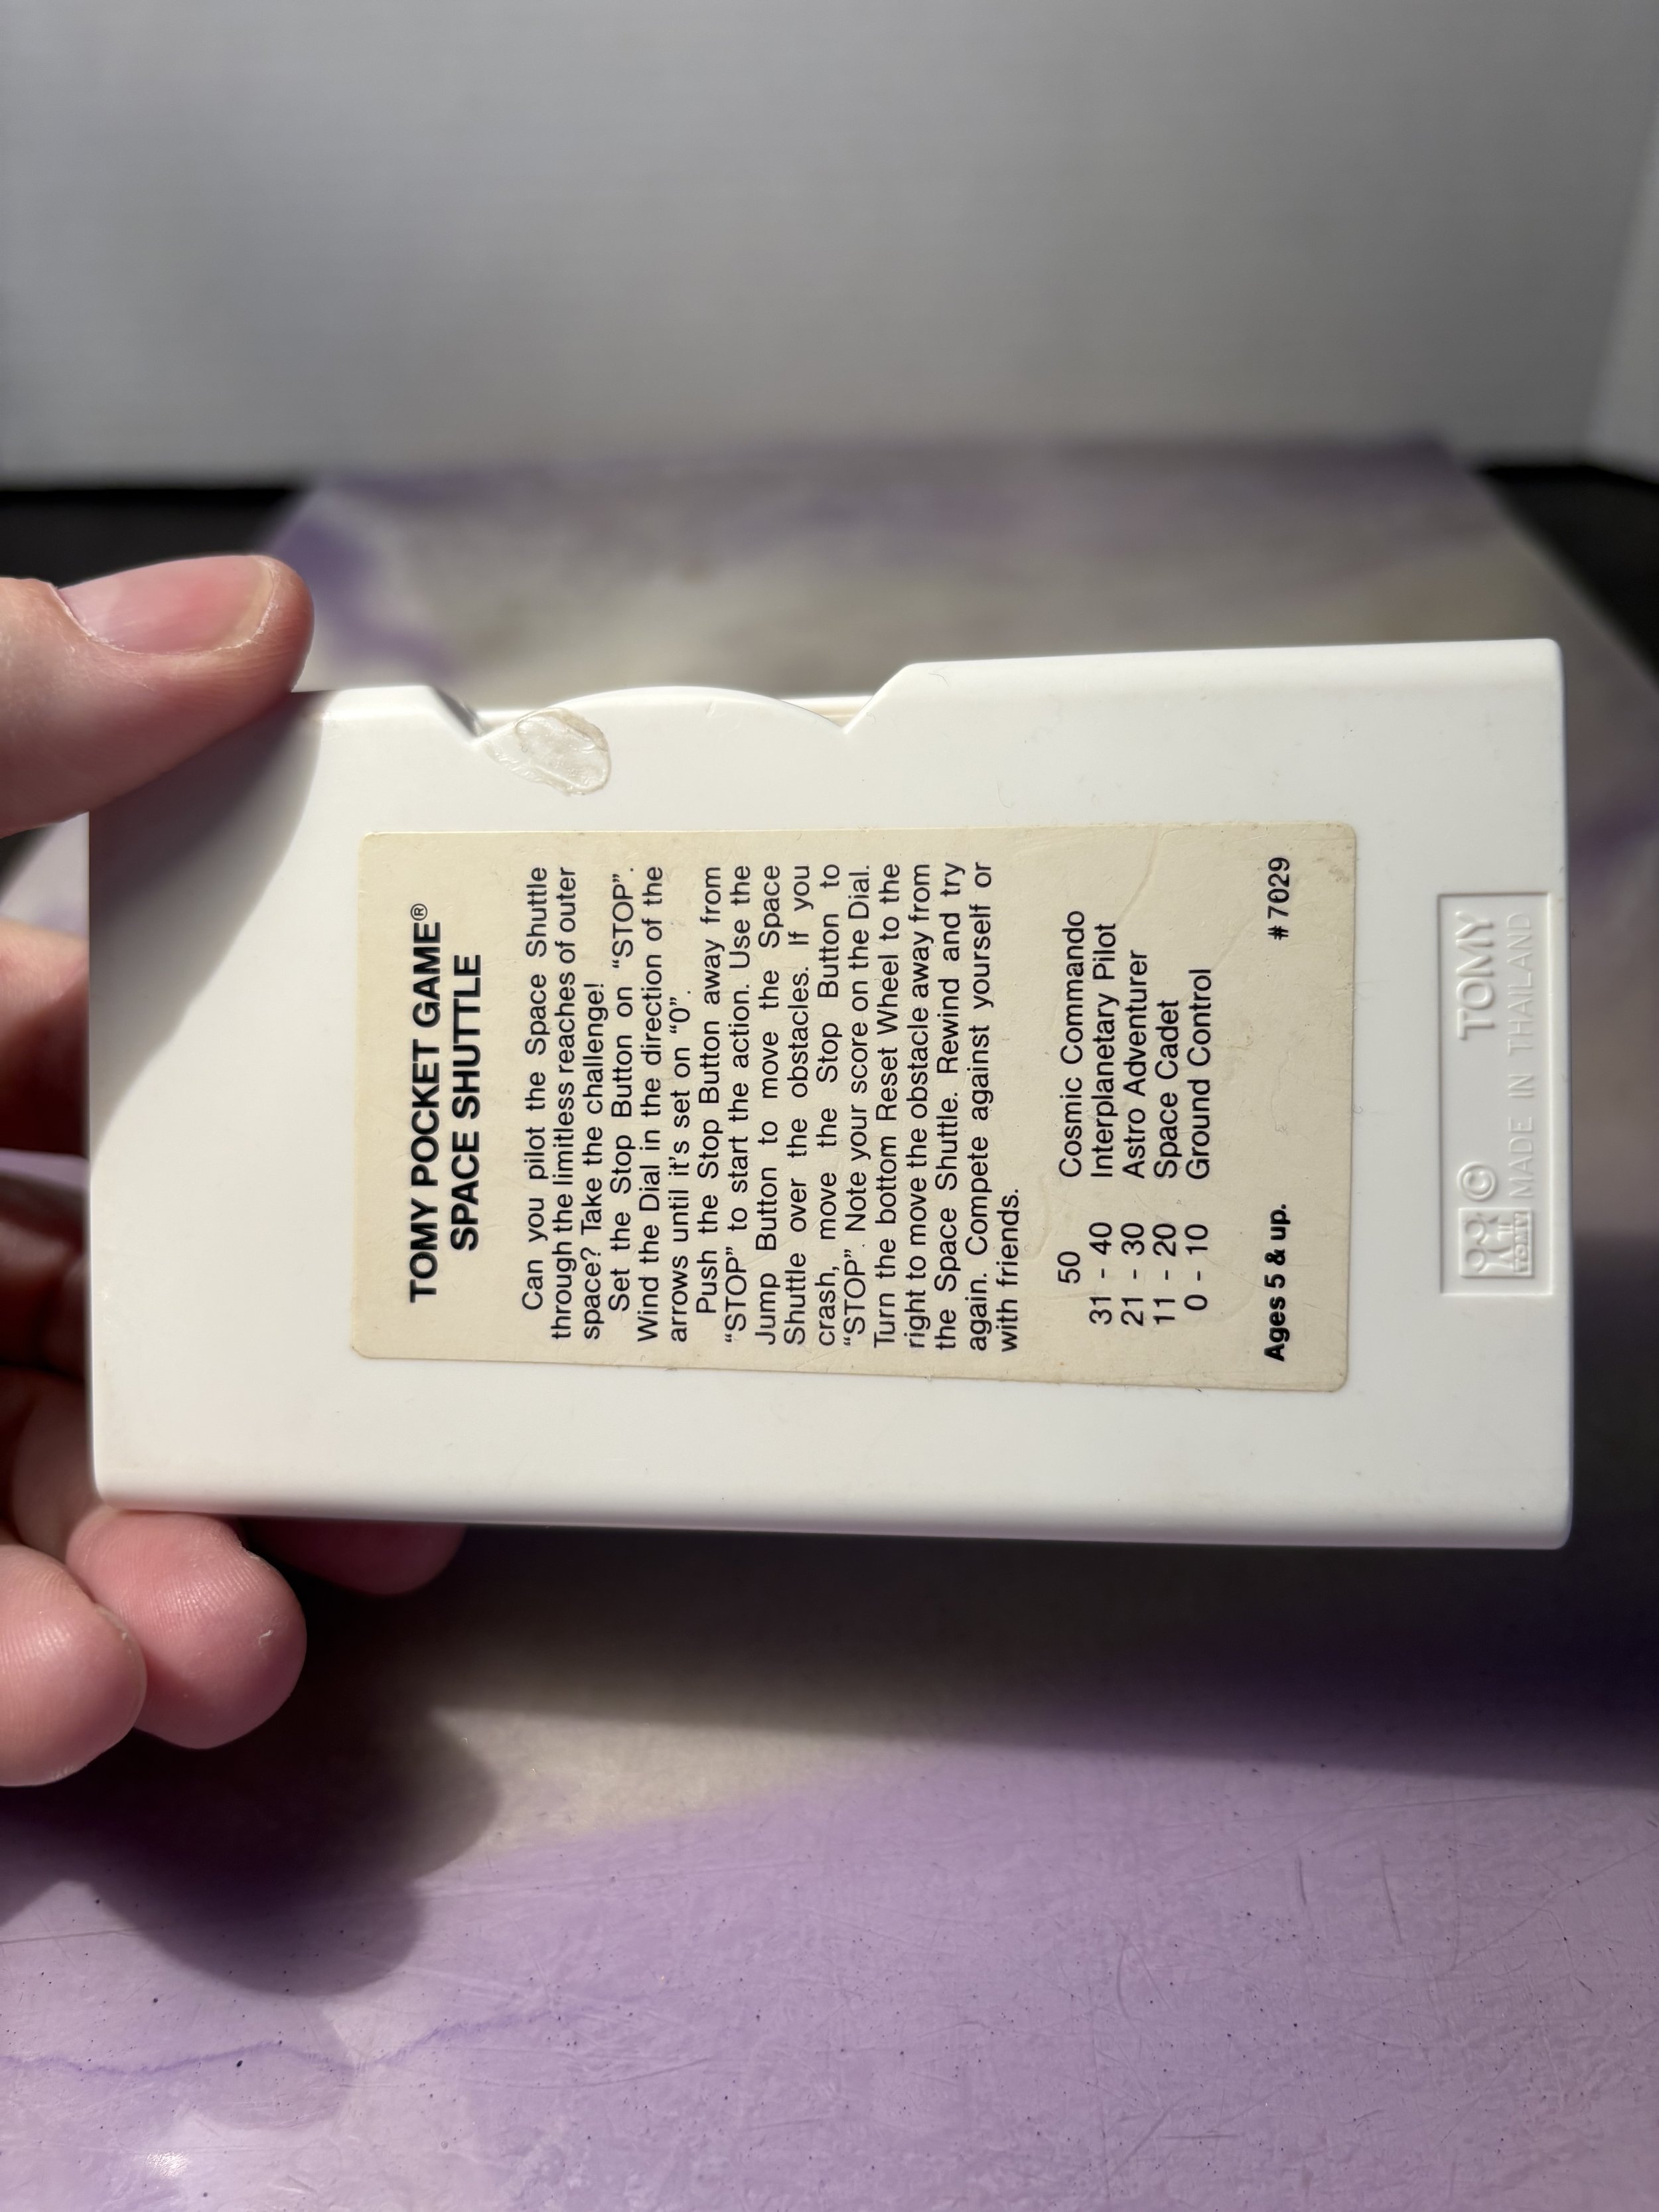 TOMY POCKET GAME®
SPACE SHUTTLE
Can you pilot the Space Shuttle
through the limitless reaches of outer
space? Take the challenge!
Set the Stop Button on “STOP”.
Wind the Dial in the direction of the
arrows until it’s set on “0”.
Push the Stop Button away from
“STOP” to start the action. Use the
Jump Button to move the Space
Shuttle over the obstacles. If you
crash, move the Stop Button to
“STOP”. Note your score on the Dial.
Turn the bottom Reset Wheel to the
right to move the obstacle away from
the Space Shuttle. Rewind and try
again. Compete against yourself or
with friends.
50 Cosmic Commando
31 - 40 Interplanetary Pilot
21 - 30 Astro Adventurer
11 - 20 Space Cadet
0 - 10 Ground Control
Ages 5 & up. # 7029
TOMY © TOMY
MADE IN THAILAND